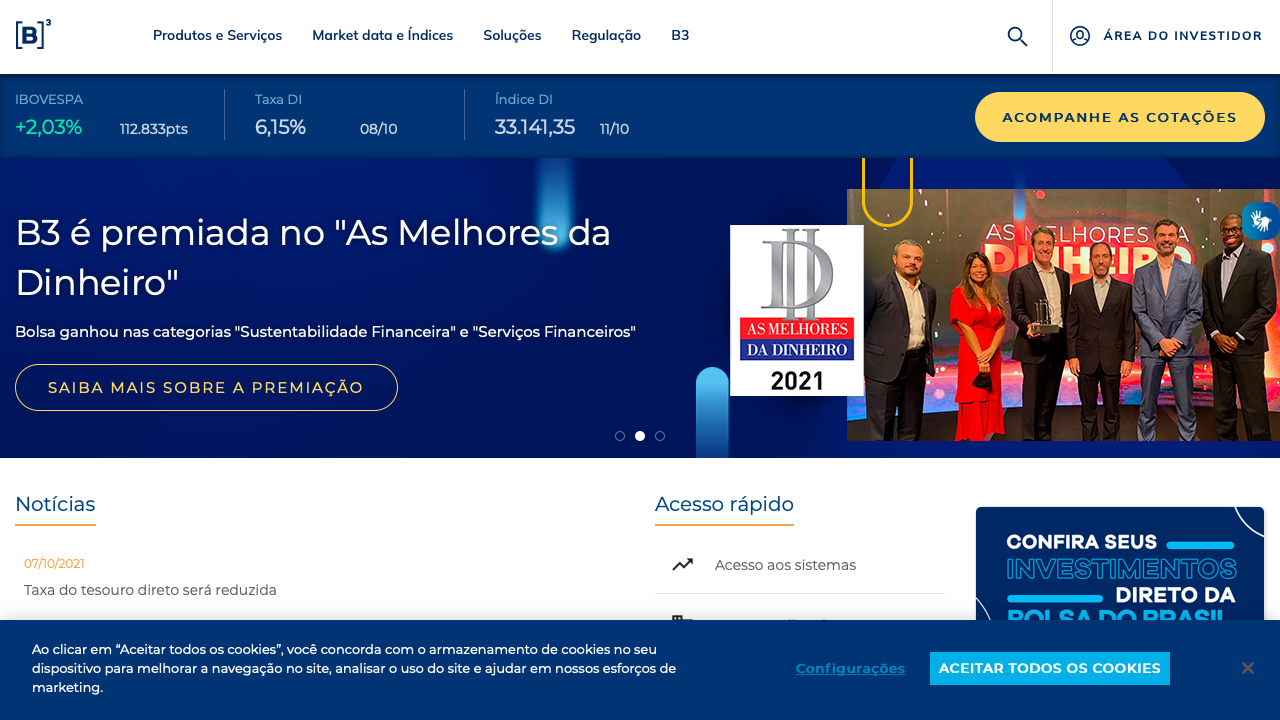 [B]³
Produtos e Serviços
Market data e Índices
Soluções
Regulação
B3
ÁREA DO INVESTIDOR
IBOVESPA
+2,03%
112.833pts
Taxa DI
6,15%
08/10
Índice DI
33.141,35
11/10
ACOMPANHE AS COTAÇÕES
B3 é premiada no "As Melhores da
Dinheiro"
Bolsa ganhou nas categorias "Sustentabilidade Financeira" e "Serviços Financeiros"
SAIBA MAIS SOBRE A PREMIAÇÃO
AS MELHORES
DA DINHEIRO
2021
AS MELHORES DA
DINHEIRO
Notícias
07/10/2021
Taxa do tesouro direto será reduzida
Acesso rápido
Acesso aos sistemas
CONFIRA SEUS
INVESTIMENTOS
DIRETO DA
BOLSA DO BRASIL
Ao clicar em “Aceitar todos os cookies”, você concorda com o armazenamento de cookies no seu
dispositivo para melhorar a navegação no site, analisar o uso do site e ajudar em nossos esforços de
marketing.
Configurações
ACEITAR TODOS OS COOKIES